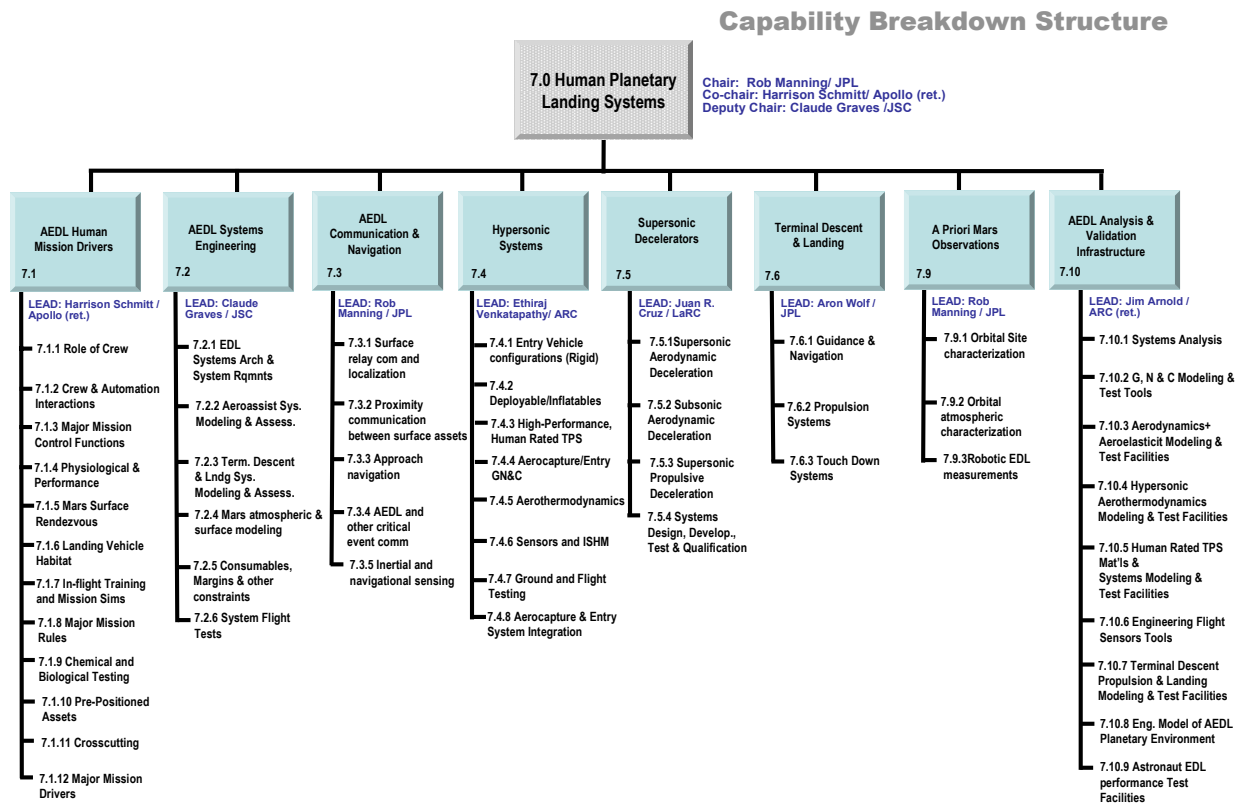 Capability Breakdown Structure
7.0 Human Planetary
Landing Systems
Chair:  Rob Manning/ JPL
Co-chair: Harrison Schmitt/ Apollo (ret.)
Deputy Chair: Claude Graves /JSC
AEDL Human
Mission Drivers
7.1
LEAD: Harrison Schmitt /
Apollo (ret.)
7.1.1 Role of Crew
7.1.2 Crew & Automation
Interactions
7.1.3 Major Mission
Control Functions
7.1.4 Physiological &
Performance
7.1.5 Mars Surface
Rendezvous
7.1.6 Landing Vehicle
Habitat
7.1.7 In-flight Training
and Mission Sims
7.1.8 Major Mission
Rules
7.1.9 Chemical and
Biological Testing
7.1.10 Pre-Positioned
Assets
7.1.11 Crosscutting
7.1.12 Major Mission
Drivers
AEDL Systems
Engineering
7.2
LEAD: Claude
Graves / JSC
7.2.1 EDL
Systems Arch &
System Rqmnts
7.2.2 Aeroassist Sys.
Modeling & Assess.
7.2.3 Term. Descent
& Lndg Sys.
Modeling & Assess.
7.2.4 Mars atmospheric &
surface modeling
7.2.5 Consumables,
Margins & other
constraints
7.2.6 System Flight
Tests
AEDL
Communication &
Navigation
7.3
LEAD: Rob
Manning / JPL
7.3.1 Surface
relay com and
localization
7.3.2 Proximity
communication
between surface assets
7.3.3 Approach
navigation
7.3.4 AEDL and
other critical
event comm
7.3.5 Inertial and
navigational sensing
Hypersonic
Systems
7.4
LEAD: Ethiraj
Venkatapathy/ ARC
7.4.1 Entry Vehicle
configurations (Rigid)
7.4.2
Deployable/Inflatables
7.4.3 High-Performance,
Human Rated TPS
7.4.4 Aerocapture/Entry
GN&C
7.4.5 Aerothermodynamics
7.4.6 Sensors and ISHM
7.4.7 Ground and Flight
Testing
7.4.8 Aerocapture & Entry
System Integration
Supersonic
Decelerators
7.5
LEAD: Juan R.
Cruz / LaRC
7.5.1Supersonic
Aerodynamic
Deceleration
7.5.2 Subsonic
Aerodynamic
Deceleration
7.5.3 Supersonic
Propulsive
Deceleration
7.5.4 Systems
Design, Develop.,
Test & Qualification
Terminal Descent
& Landing
7.6
LEAD: Aron Wolf /
JPL
7.6.1 Guidance &
Navigation
7.6.2 Propulsion
Systems
7.6.3 Touch Down
Systems
A Priori Mars
Observations
7.9
LEAD: Rob
Manning / JPL
7.9.1 Orbital Site
characterization
7.9.2 Orbital
atmospheric
characterization
7.9.3Robotic EDL
measurements
AEDL Analysis &
Validation
Infrastructure
7.10
LEAD: Jim Arnold /
ARC (ret.)
7.10.1 Systems Analysis
7.10.2 G, N & C Modeling &
Test Tools
7.10.3 Aerodynamics+
Aeroelasticit Modeling &
Test Facilities
7.10.4 Hypersonic
Aerothermodynamics
Modeling & Test Facilities
7.10.5 Human Rated TPS
Mat'ls &
Systems Modeling &
Test Facilities
7.10.6 Engineering Flight
Sensors Tools
7.10.7 Terminal Descent
Propulsion & Landing
Modeling & Test Facilities
7.10.8 Eng. Model of AEDL
Planetary Environment
7.10.9 Astronaut EDL
performance Test
Facilities